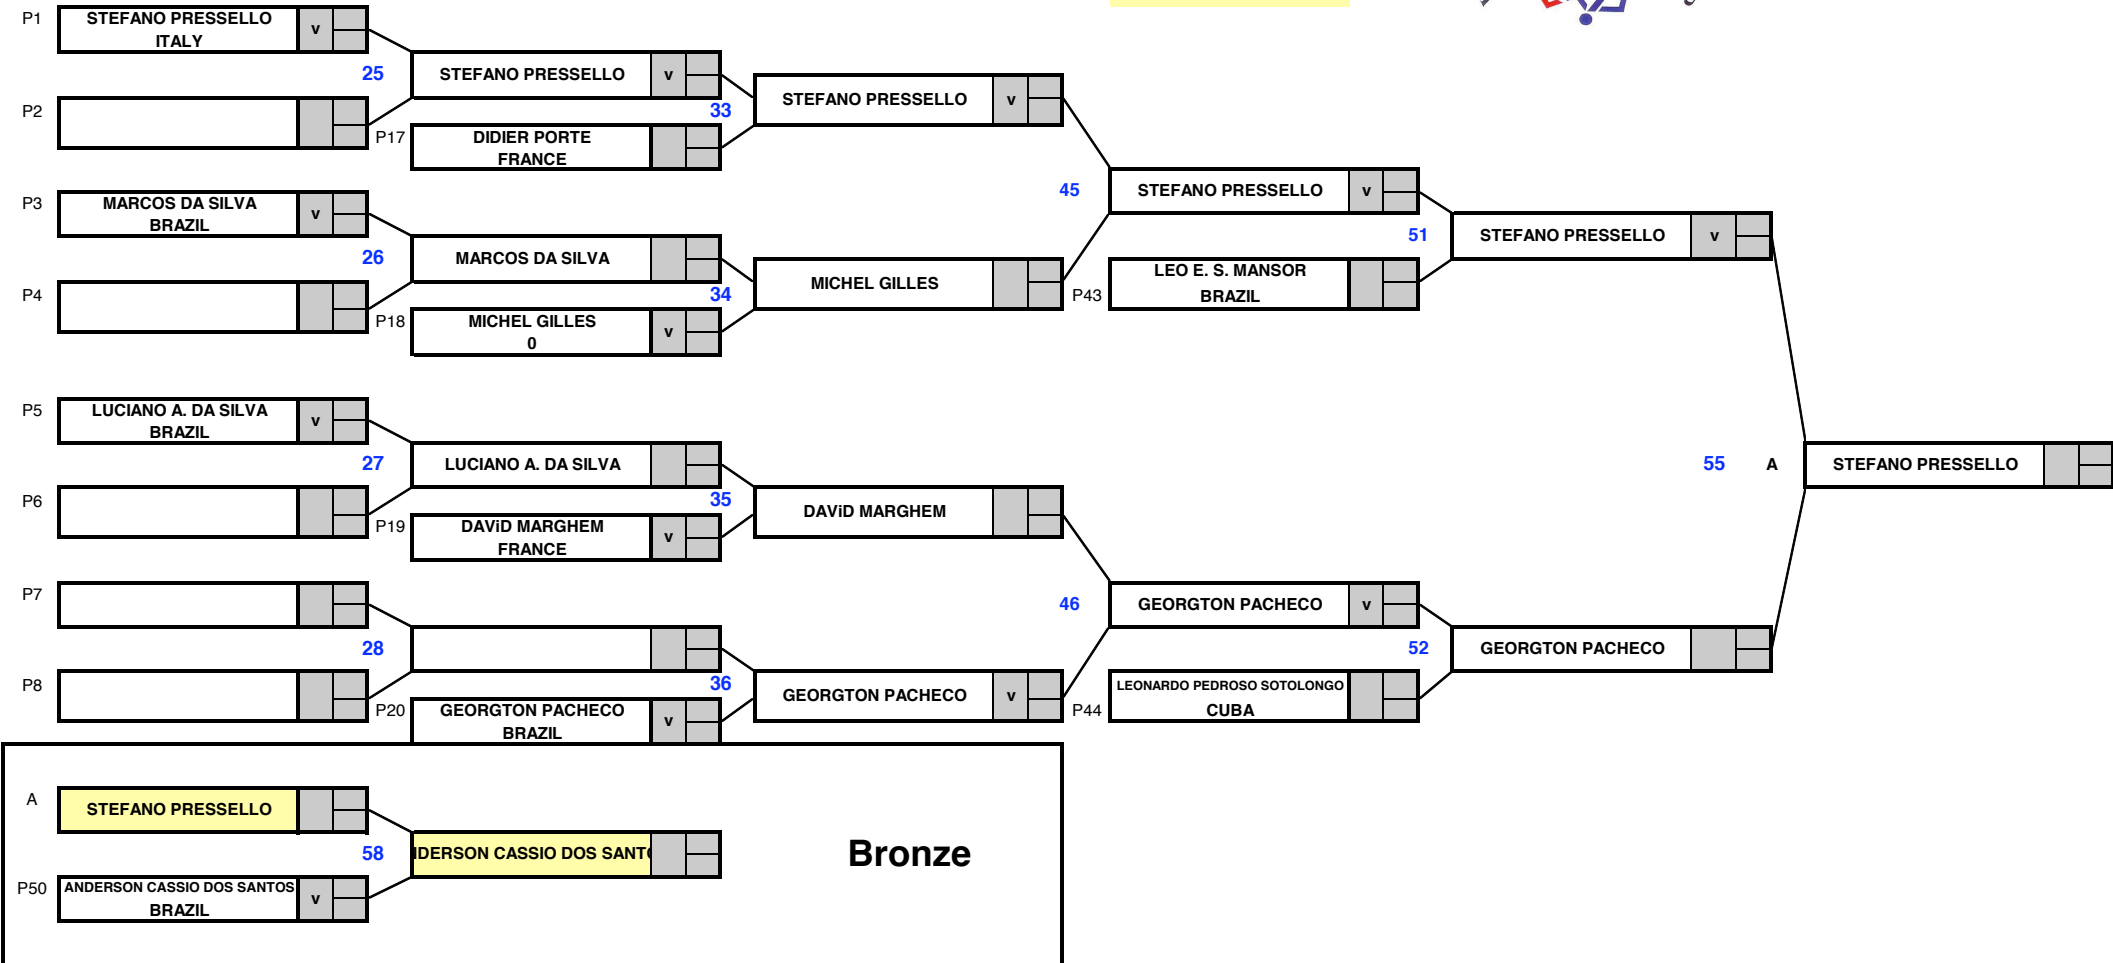 P1
STEFANO PRESSELLO
ITALY
v
25
STEFANO PRESSELLO
v
P2
33
STEFANO PRESSELLO
v
P17
DIDIER PORTE
FRANCE
45
STEFANO PRESSELLO
v
P3
MARCOS DA SILVA
BRAZIL
v
26
MARCOS DA SILVA
P4
34
MICHEL GILLES
P18
MICHEL GILLES
0
v
51
STEFANO PRESSELLO
v
P43
LEO E. S. MANSOR
BRAZIL
P5
LUCIANO A. DA SILVA
BRAZIL
v
27
LUCIANO A. DA SILVA
55
A
STEFANO PRESSELLO
P6
35
DAViD MARGHEM
P19
DAViD MARGHEM
FRANCE
v
P7
46
GEORGTON PACHECO
v
28
52
GEORGTON PACHECO
P8
36
GEORGTON PACHECO
v
P20
GEORGTON PACHECO
BRAZIL
v
P44
LEONARDO PEDROSO SOTOLONGO
CUBA
A
STEFANO PRESSELLO
58
DERSON CASSIO DOS SANT
Bronze
P50
ANDERSON CASSIO DOS SANTOS
BRAZIL
v